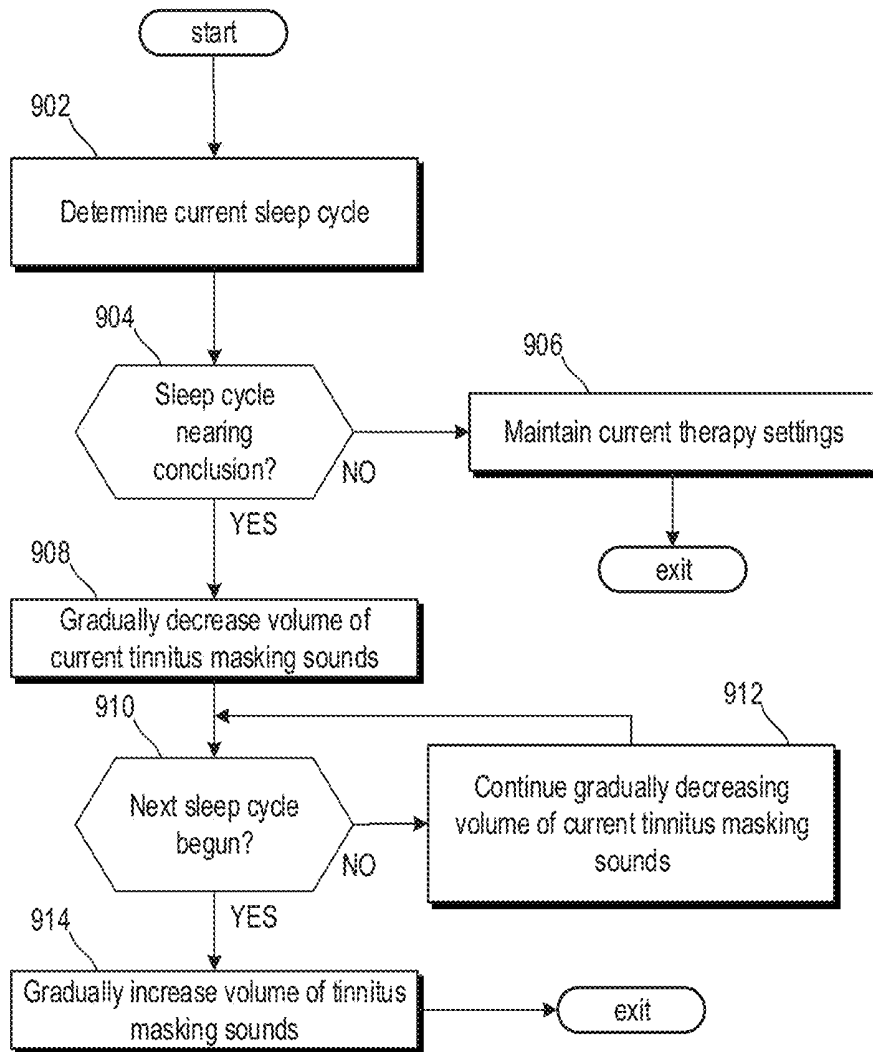 start
902
Determine current sleep cycle
904
Sleep cycle
nearing
conclusion?
NO
YES
906
Maintain current therapy settings
exit
908
Gradually decrease volume of
current tinnitus masking sounds
910
Next sleep cycle
begun?
NO
YES
912
Continue gradually decreasing
volume of current tinnitus masking
sounds
914
Gradually increase volume of tinnitus
masking sounds
exit